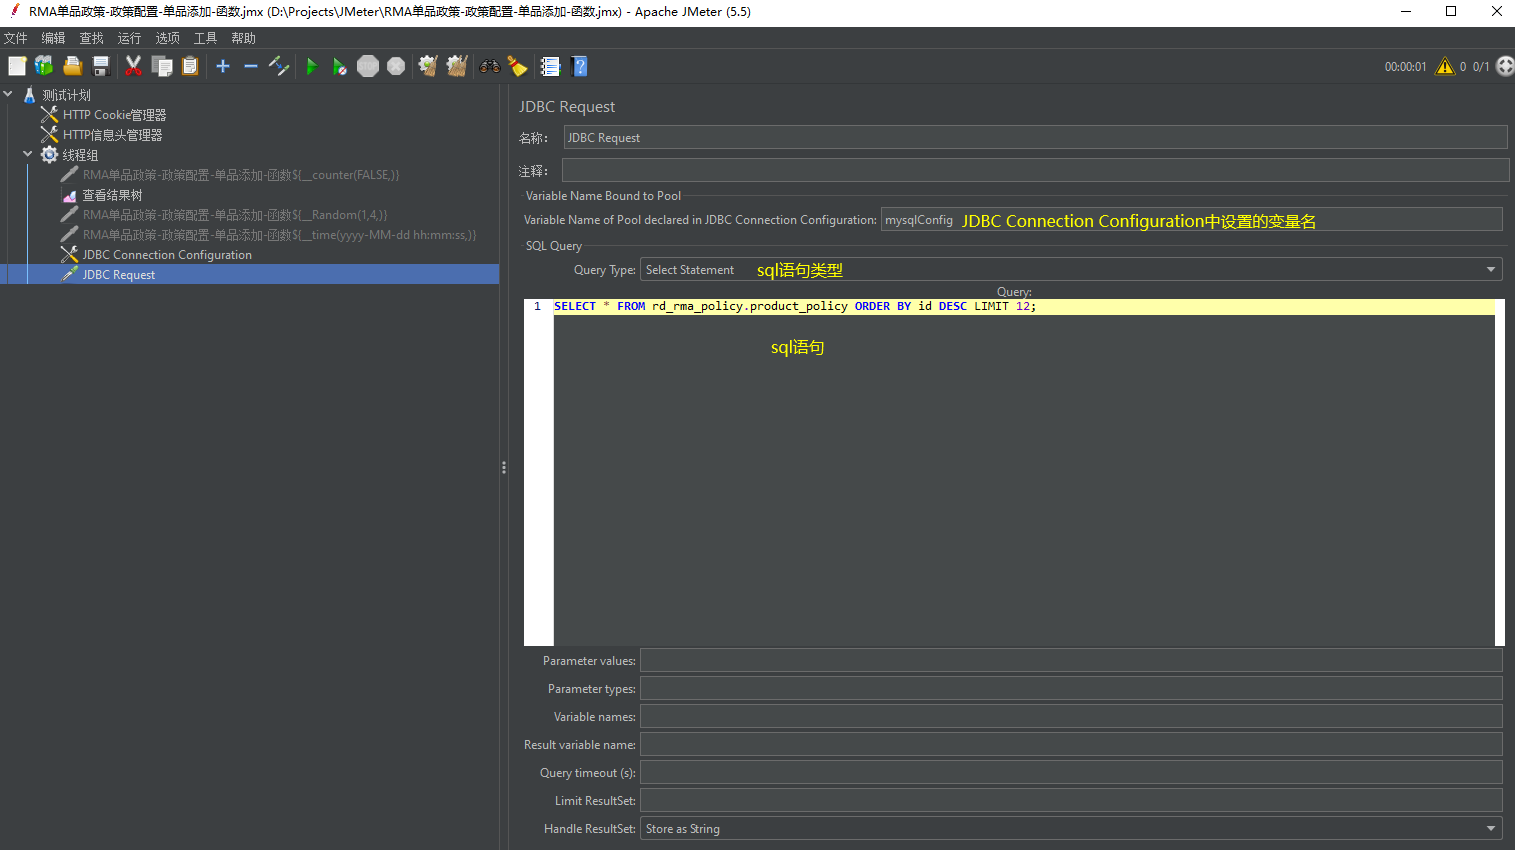 RMA单品政策-政策配置-单品添加-函数.jmx (D:\Projects\JMeter\RMA单品政策-政策配置-单品添加-函数.jmx) - Apache JMeter (5.5)
文件 编辑 查找 运行 选项 工具 帮助
STOP
00:00:01 0 0/1
测试计划
HTTP Cookie管理器
HTTP信息头管理器
线程组
RMA单品政策-政策配置-单品添加-函数${__counter(FALSE,)}
查看结果树
RMA单品政策-政策配置-单品添加-函数${__Random(1,4,)}
RMA单品政策-政策配置-单品添加-函数${__time(yyyy-MM-dd hh:mm:ss,)}
JDBC Connection Configuration
JDBC Request
JDBC Request
名称: JDBC Request
注释:
Variable Name Bound to Pool
Variable Name of Pool declared in JDBC Connection Configuration: mysqlConfig JDBC Connection Configuration中设置的变量名
SQL Query
Query Type: Select Statement sql语句类型
Query:
1 SELECT * FROM rd_rma_policy.product_policy ORDER BY id DESC LIMIT 12;
sql语句
Parameter values:
Parameter types:
Variable names:
Result variable name:
Query timeout (s):
Limit ResultSet:
Handle ResultSet: Store as String